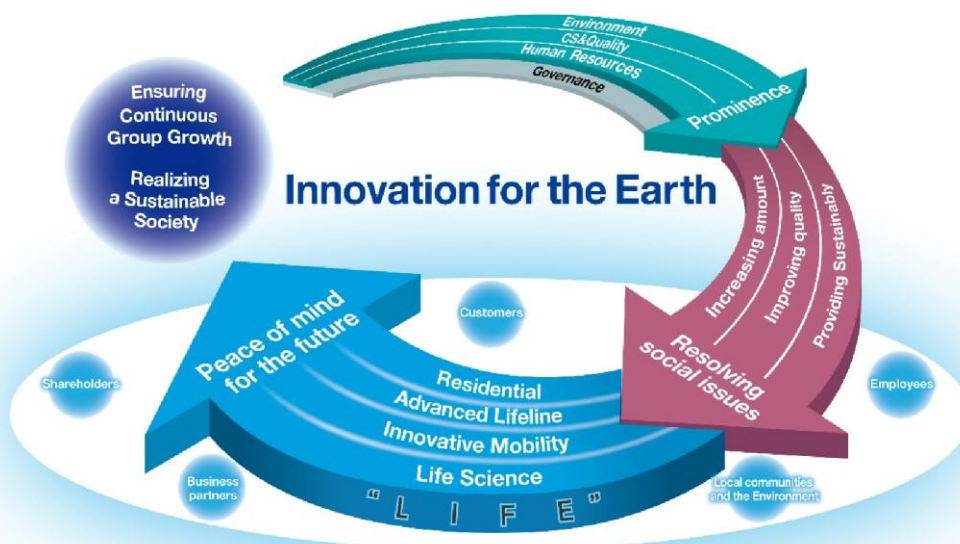 Environment
CS&Quality
Human Resources
Governance
Prominence
Ensuring
Continuous
Group Growth
Realizing
a Sustainable
Society
Innovation for the Earth
Increasing amount
Improving quality
Providing Sustainably
Resolving
social issues
Peace of mind
for the future
Customers
Shareholders
Employees
Residential
Advanced Lifeline
Innovative Mobility
Life Science
Business
partners
Local communities
and the Environment
"LIFE"